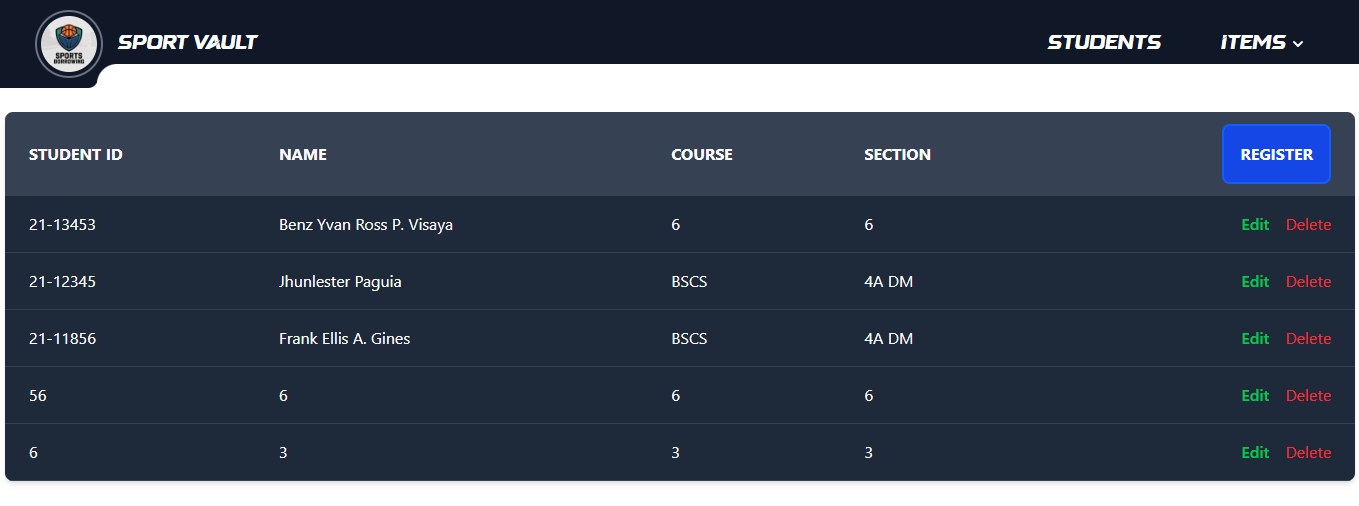 SPORTS
BORROWING
SPORT VAULT STUDENTS ITEMS
STUDENT ID NAME COURSE SECTION REGISTER
21-13453 Benz Yvan Ross P. Visaya 6 6 Edit Delete
21-12345 Jhunlester Paguia BSCS 4A DM Edit Delete
21-11856 Frank Ellis A. Gines BSCS 4A DM Edit Delete
56 6 6 6 Edit Delete
6 3 3 3 Edit Delete